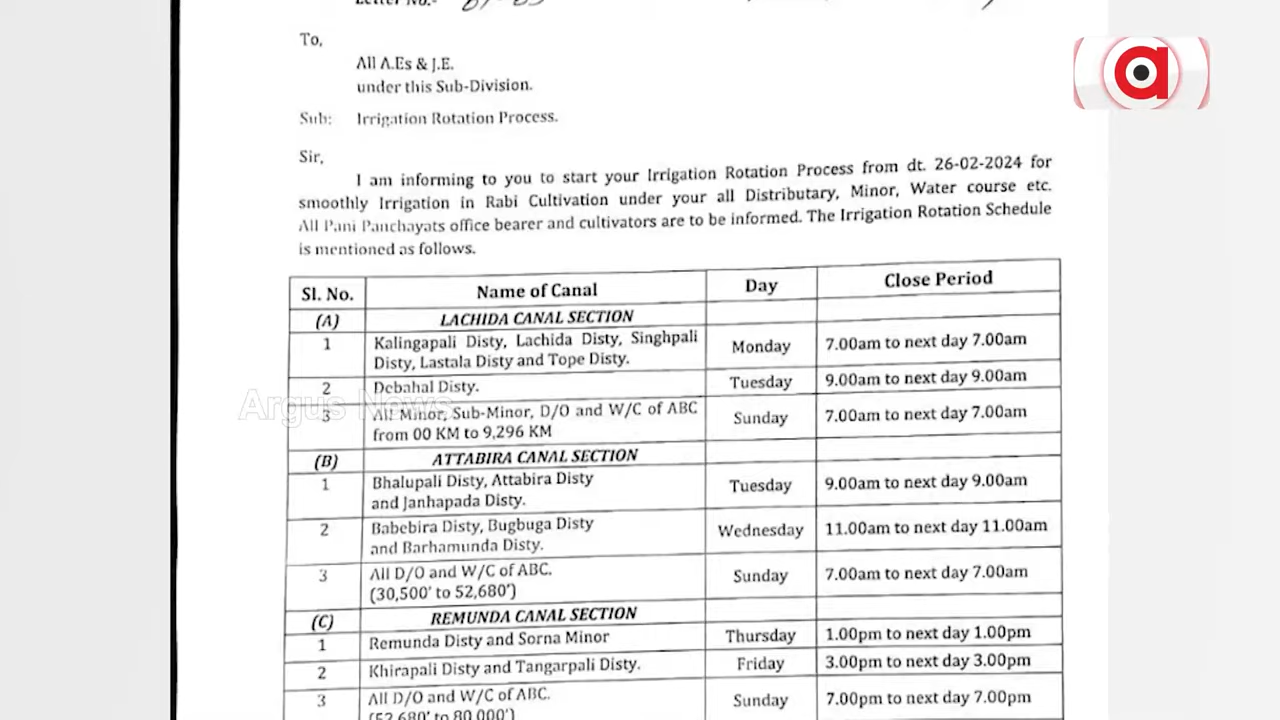 Letter No.-
To,
All A.Es & J.E.
under this Sub-Division.
Sub: Irrigation Rotation Process.
Sir,
I am informing to you to start your Irrigation Rotation Process from dt. 26-02-2024 for
smoothly Irrigation in Rabi Cultivation under your all Distributary, Minor, Water course etc.
All Pani Panchayats office bearer and cultivators are to be informed. The Irrigation Rotation Schedule
is mentioned as follows.
Sl. No. Name of Canal Day Close Period
(A) LACHIDA CANAL SECTION
1 Kalingapali Disty, Lachida Disty, Singhpali Monday 7.00am to next day 7.00am
Disty, Lastala Disty and Tope Disty.
2 Debahal Disty. Tuesday 9.00am to next day 9.00am
3 All Minor, Sub-Minor, D/O and W/C of ABC Sunday 7.00am to next day 7.00am
from 00 KM to 9,296 KM
(B) ATTABIRA CANAL SECTION
1 Bhalupali Disty, Attabira Disty Tuesday 9.00am to next day 9.00am
and Janhapada Disty.
2 Babebira Disty, Bugbuga Disty Wednesday 11.00am to next day 11.00am
and Barhamunda Disty.
3 All D/O and W/C of ABC. Sunday 7.00am to next day 7.00am
(30,500' to 52,680')
(C) REMUNDA CANAL SECTION
1 Remunda Disty and Sorna Minor Thursday 1.00pm to next day 1.00pm
2 Khirapali Disty and Tangarpali Disty. Friday 3.00pm to next day 3.00pm
3 All D/O and W/C of ABC. Sunday 7.00pm to next day 7.00pm
(52,680' to 80,000')
Argus News
a